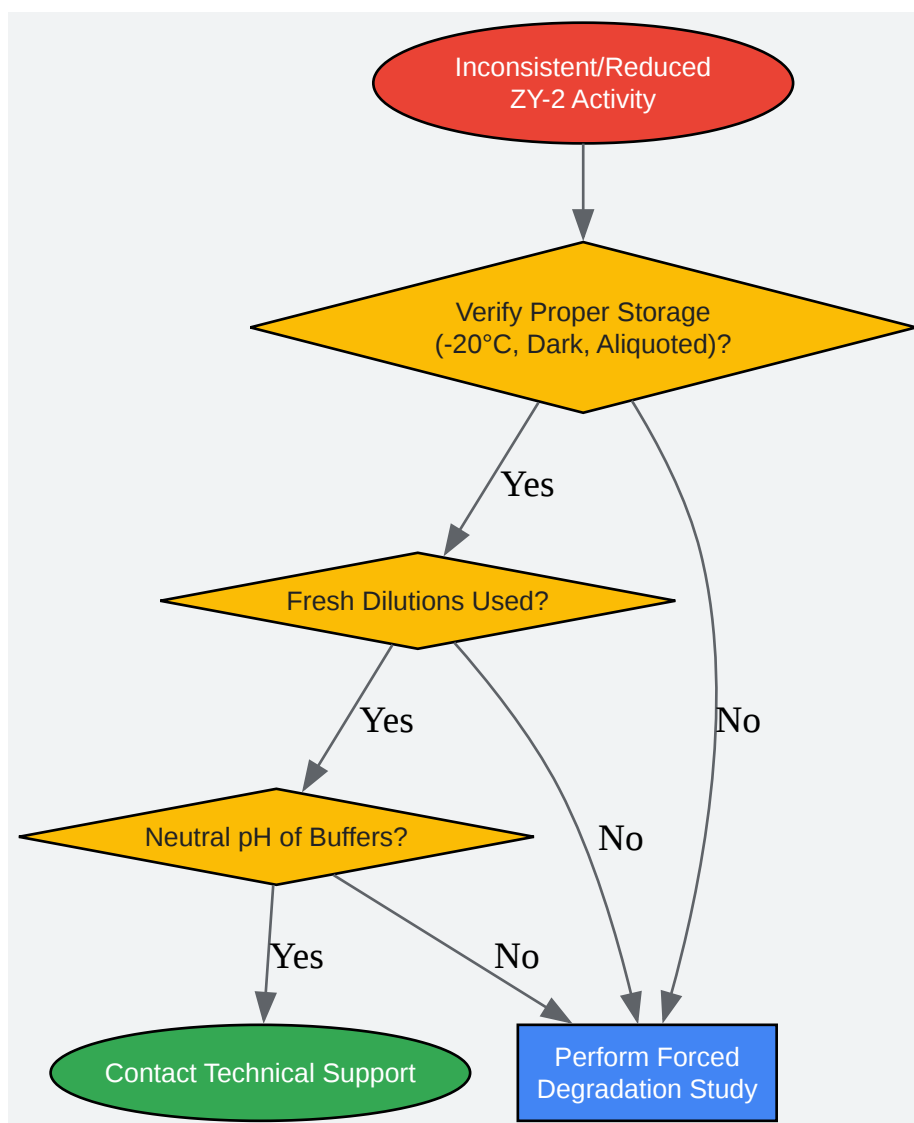 Inconsistent/Reduced
ZY-2 Activity
Verify Proper Storage
(-20°C, Dark, Aliquoted)?
Yes
Fresh Dilutions Used?
Yes
No
Neutral pH of Buffers?
No
Yes
No
Contact Technical Support
Perform Forced
Degradation Study